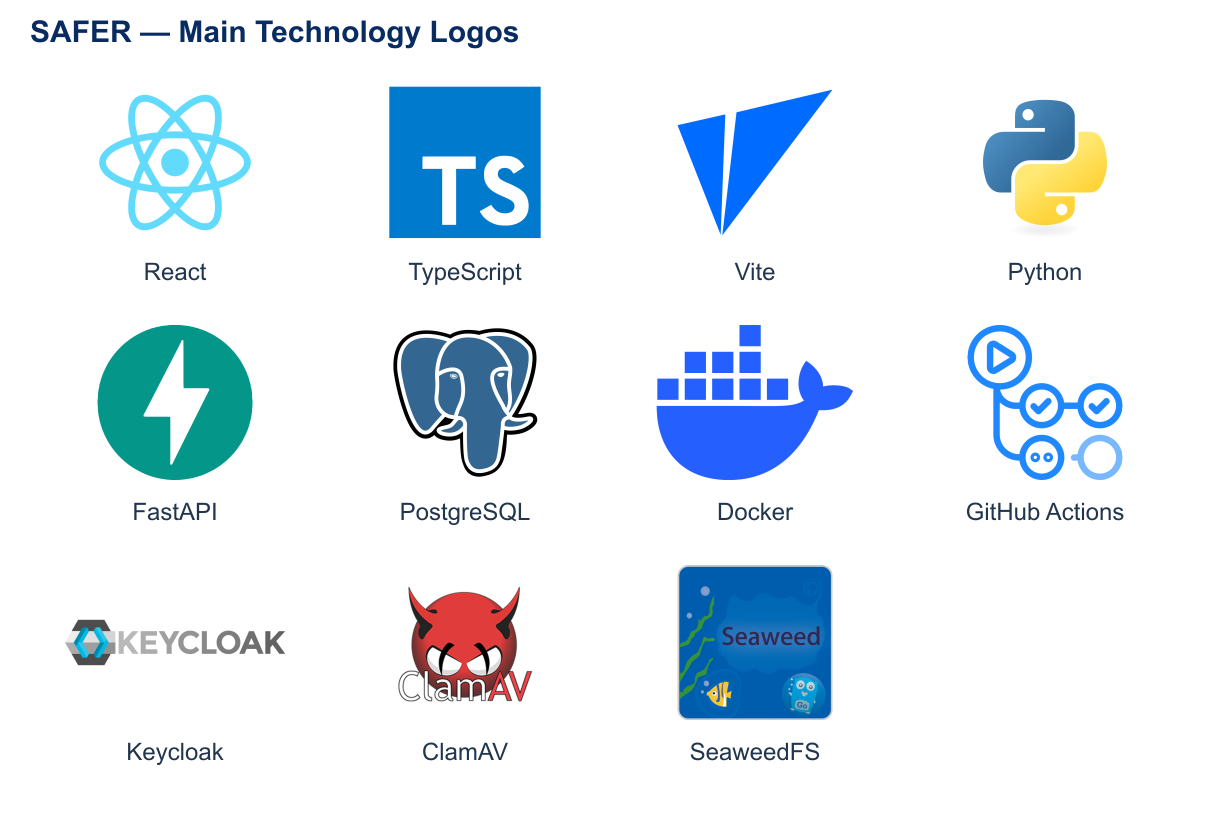 SAFER — Main Technology Logos
TS
React
TypeScript
Vite
Python
FastAPI
PostgreSQL
Docker
GitHub Actions
KEYCLOAK
ClamAV
Seaweed
Go
Keycloak
ClamAV
SeaweedFS